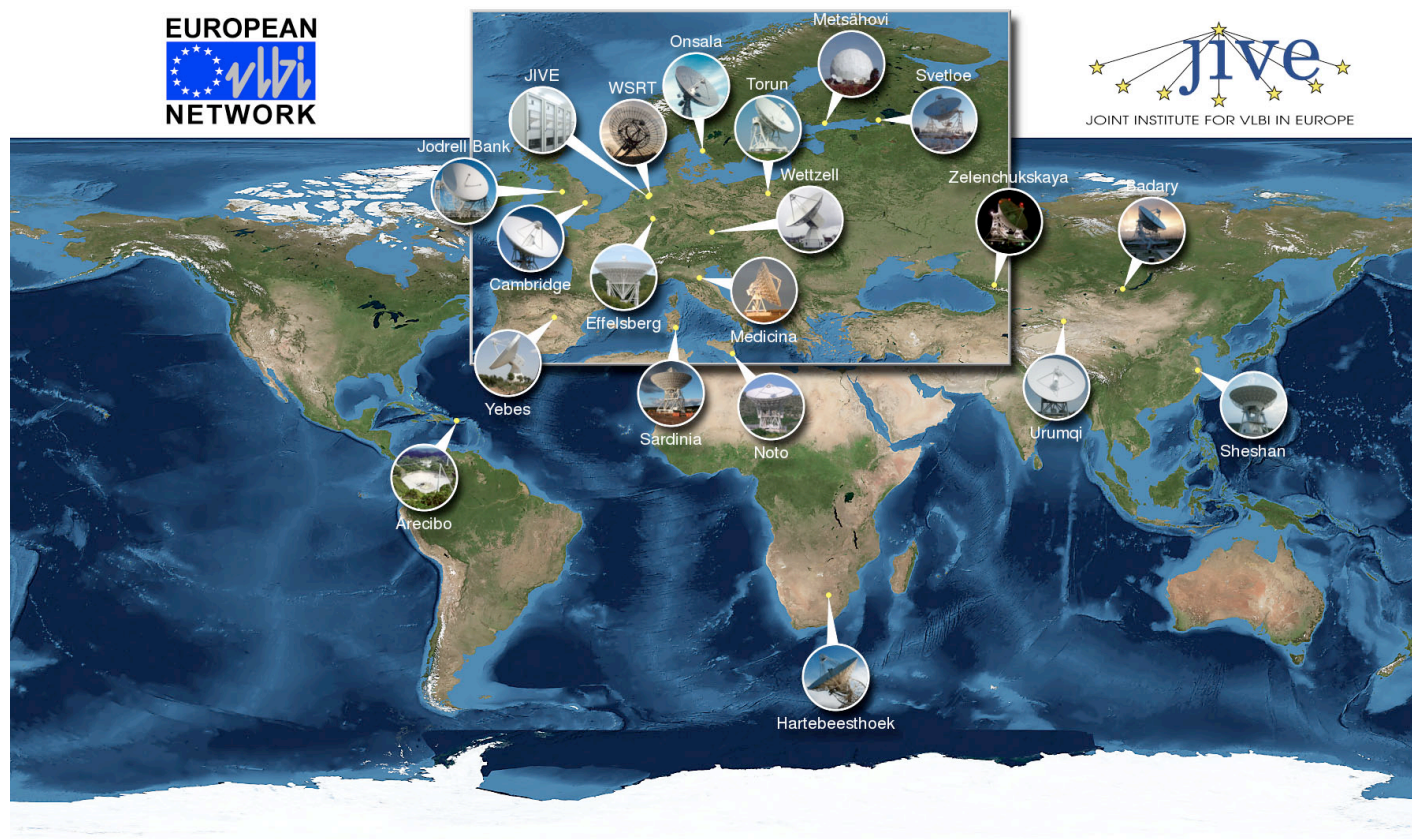 EUROPEAN
vlbi
NETWORK
jive
JOINT INSTITUTE FOR VLBI IN EUROPE
Metsähovi
Onsala
JIVE
WSRT
Torun
Svetloe
Jodrell Bank
Wettzell
Zelenchukskaya
Badary
Cambridge
Effelsberg
Medicina
Yebes
Sardinia
Noto
Urumqi
Sheshan
Arecibo
Hartebeesthoek